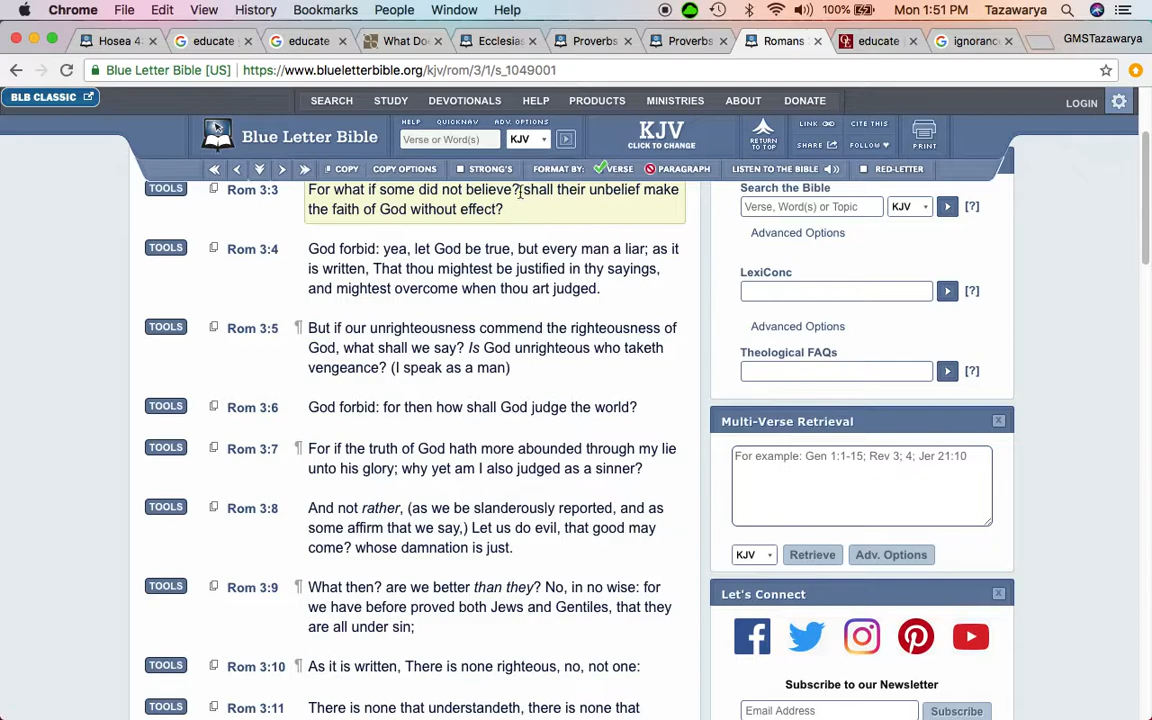 Chrome File Edit View History Bookmarks People Window Help 100% Mon 1:51 PM Tazawarya
Hosea 4: educate educate What Do Ecclesias Proverbs Proverbs Romans educate ignoranc GMSTazawarya
Blue Letter Bible [US] https://www.blueletterbible.org/kjv/rom/3/1/s_1049001
BLB CLASSIC
SEARCH STUDY DEVOTIONALS HELP PRODUCTS MINISTRIES ABOUT DONATE LOGIN
HELP QUICKNAV ADV. OPTIONS
Blue Letter Bible Verse or Word(s) KJV
KJV
CLICK TO CHANGE
RETURN
TO TOP
LINK CITE THIS
SHARE FOLLOW
PRINT
COPY COPY OPTIONS STRONG'S FORMAT BY: VERSE PARAGRAPH LISTEN TO THE BIBLE RED-LETTER
TOOLS Rom 3:3 For what if some did not believe? shall their unbelief make
the faith of God without effect?
TOOLS Rom 3:4 God forbid: yea, let God be true, but every man a liar; as it
is written, That thou mightest be justified in thy sayings,
and mightest overcome when thou art judged.
TOOLS Rom 3:5 ¶ But if our unrighteousness commend the righteousness of
God, what shall we say? Is God unrighteous who taketh
vengeance? (I speak as a man)
TOOLS Rom 3:6 God forbid: for then how shall God judge the world?
TOOLS Rom 3:7 ¶ For if the truth of God hath more abounded through my lie
unto his glory; why yet am I also judged as a sinner?
TOOLS Rom 3:8 And not rather, (as we be slanderously reported, and as
some affirm that we say,) Let us do evil, that good may
come? whose damnation is just.
TOOLS Rom 3:9 ¶ What then? are we better than they? No, in no wise: for
we have before proved both Jews and Gentiles, that they
are all under sin;
TOOLS Rom 3:10 ¶ As it is written, There is none righteous, no, not one:
TOOLS Rom 3:11 There is none that understandeth, there is none that
Search the Bible
Verse, Word(s) or Topic KJV [?]
Advanced Options
LexiConc
[?]
Advanced Options
Theological FAQs
[?]
Multi-Verse Retrieval X
For example: Gen 1:1-15; Rev 3; 4; Jer 21:10
KJV Retrieve Adv. Options
Let's Connect X
Subscribe to our Newsletter
Email Address Subscribe